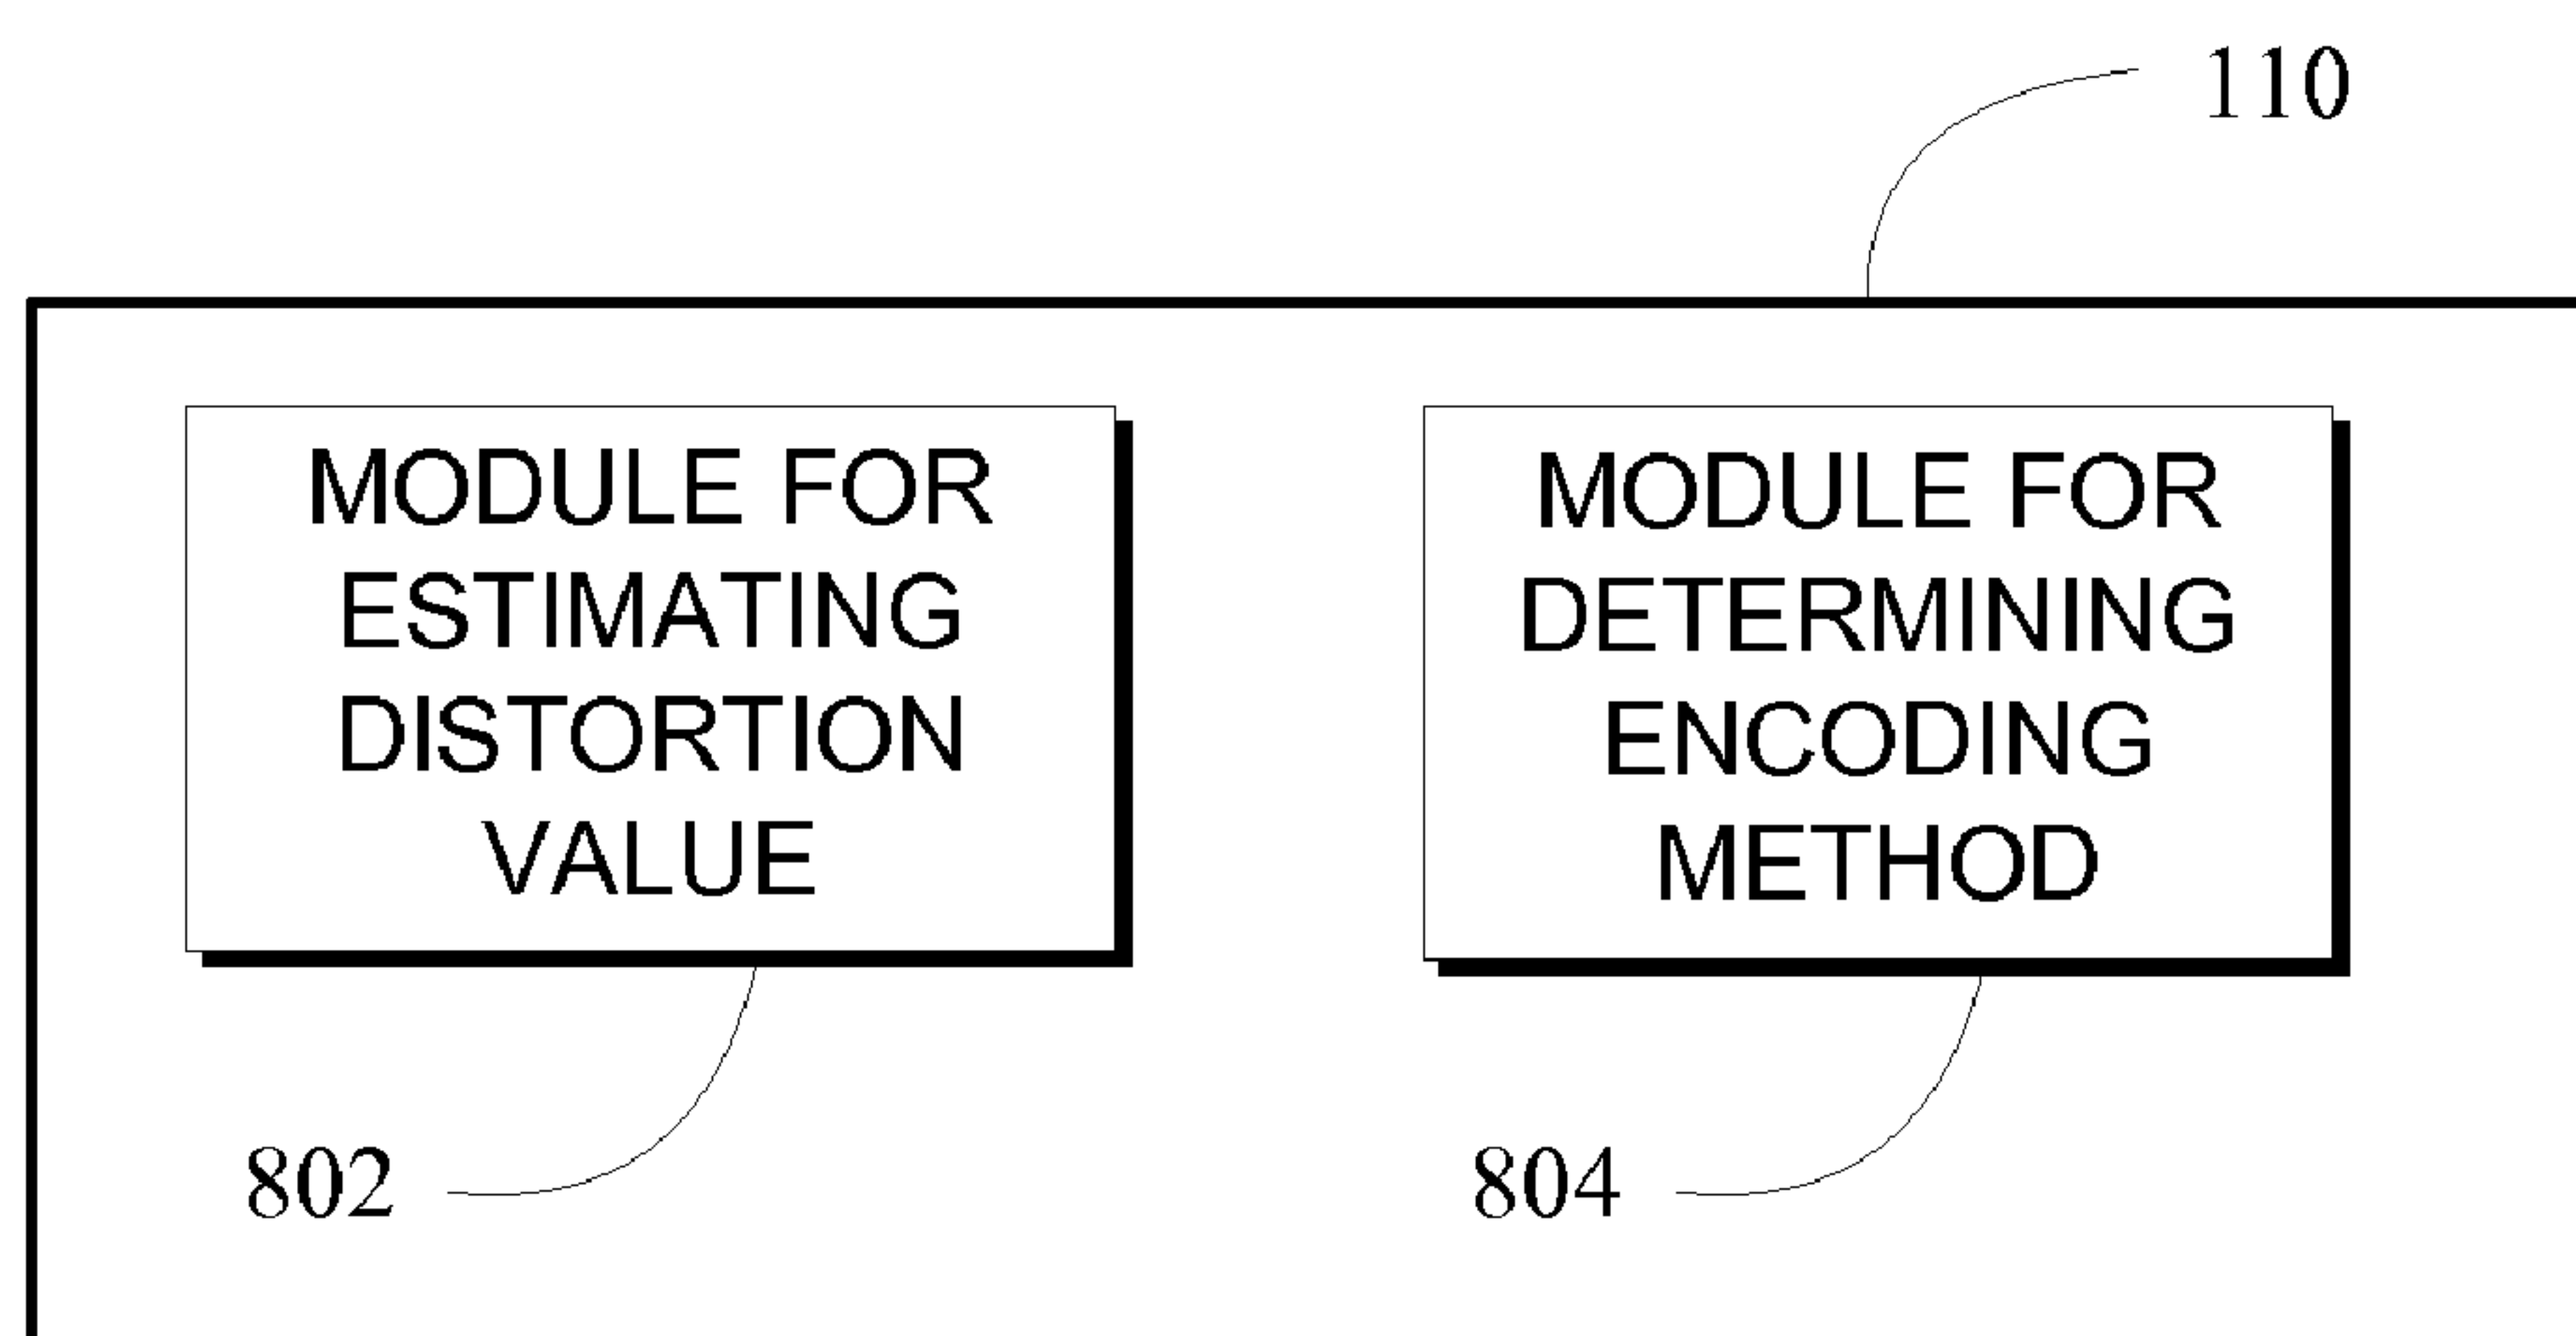 110
MODULE FOR
ESTIMATING
DISTORTION
VALUE
MODULE FOR
DETERMINING
ENCODING
METHOD
802
804